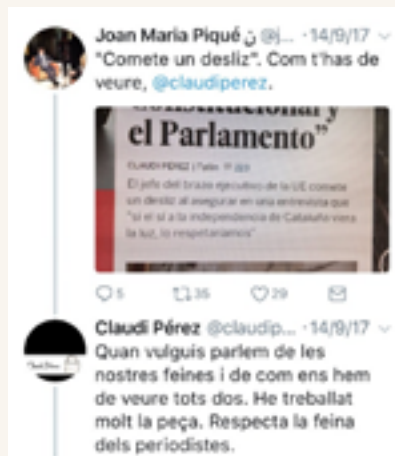 Joan Maria Piqué ن @j... · 14/9/17
"Comete un desliz". Com t'has de
veure, @claudiperez.
el Parlamento"
CLAUDI PÉREZ
El jefe del brazo ejecutivo de la UE comete
un desliz al asegurar en una entrevista que
"si el sí a la independencia de Cataluña viera
la luz, lo respetaríamos"
5 35 29
Claudi Pérez @claudip... · 14/9/17
Quan vulguis parlem de les
nostres feines i de com ens hem
de veure tots dos. He treballat
molt la peça. Respecta la feina
dels periodistes.